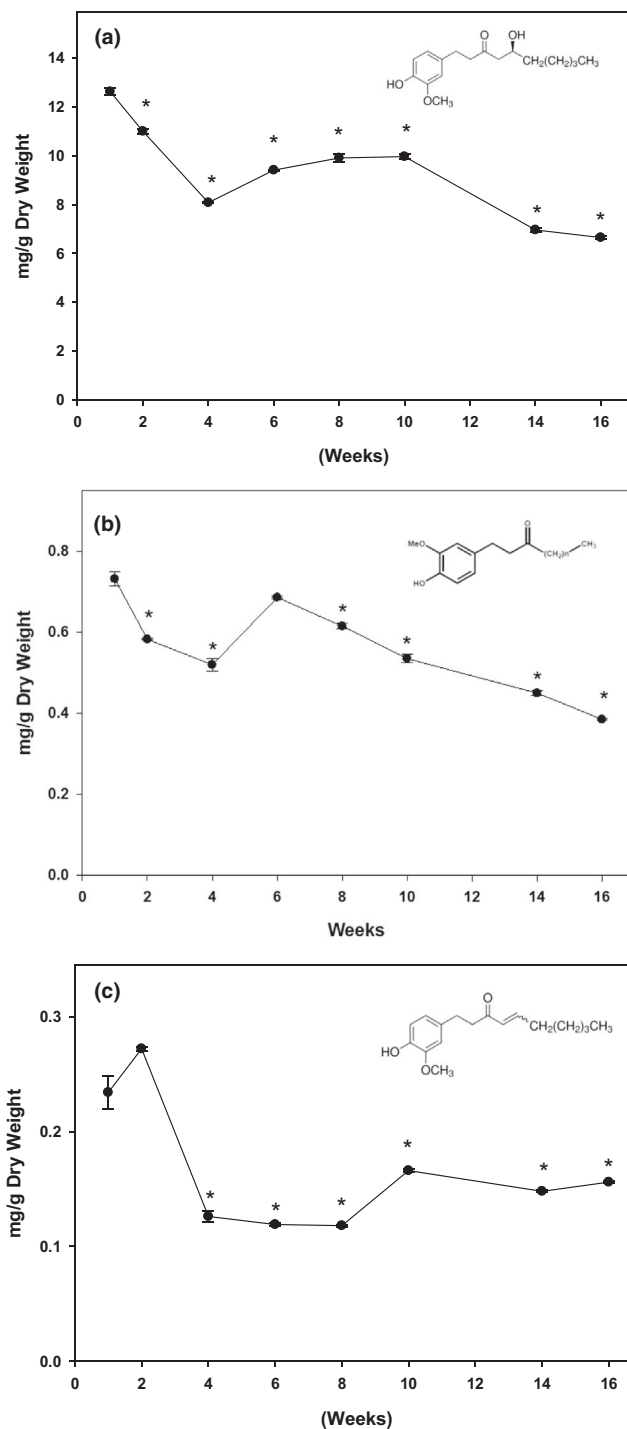 (a)
OH
O
CH₂(CH₂)₃CH₃
HO
OCH₃
mg/g Dry Weight
14
12
10
8
6
4
2
0
* * * * * * *
0 2 4 6 8 10 12 14 16
(Weeks)
(b)
O
MeO
(CH₂)n
CH₃
HO
mg/g Dry Weight
0.8
0.6
0.4
0.2
0.0
* * * * * *
0 2 4 6 8 10 12 14 16
Weeks
(c)
O
CH₂(CH₂)₃CH₃
HO
OCH₃
mg/g Dry Weight
0.3
0.2
0.1
0.0
* * * * * *
0 2 4 6 8 10 12 14 16
(Weeks)